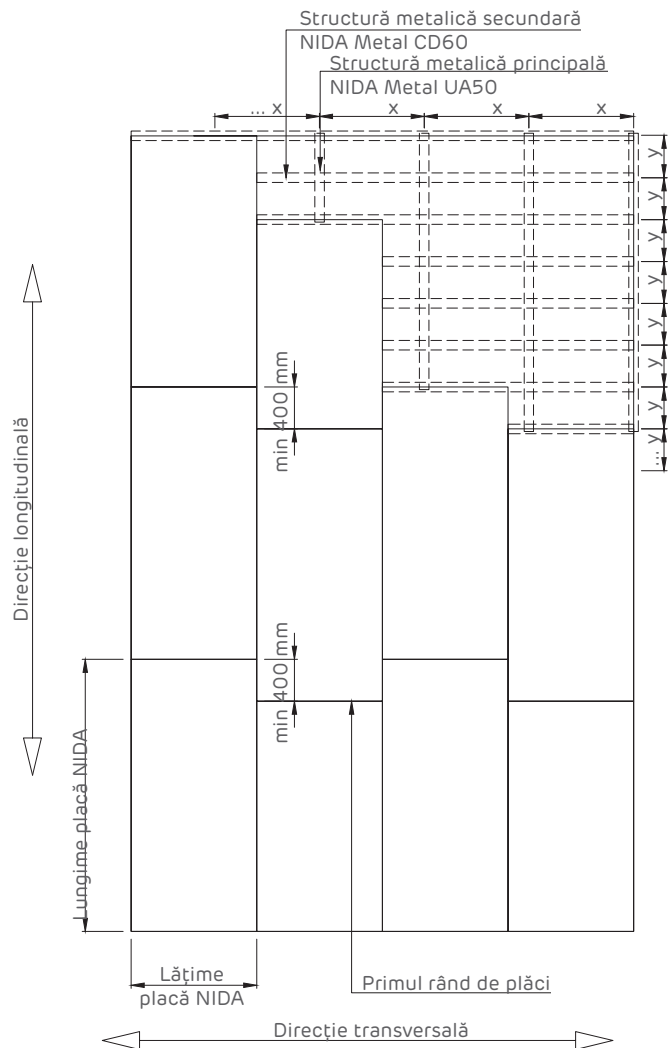 Structură metalică secundară
NIDA Metal CD60
Structură metalică principală
NIDA Metal UA50
... x
x
x
x
y
y
y
y
y
y
y
... y
min 400 mm
Direcție longitudinală
min 400 mm
Lungime placă NIDA
Lățime
placă NIDA
Primul rând de plăci
Direcție transversală